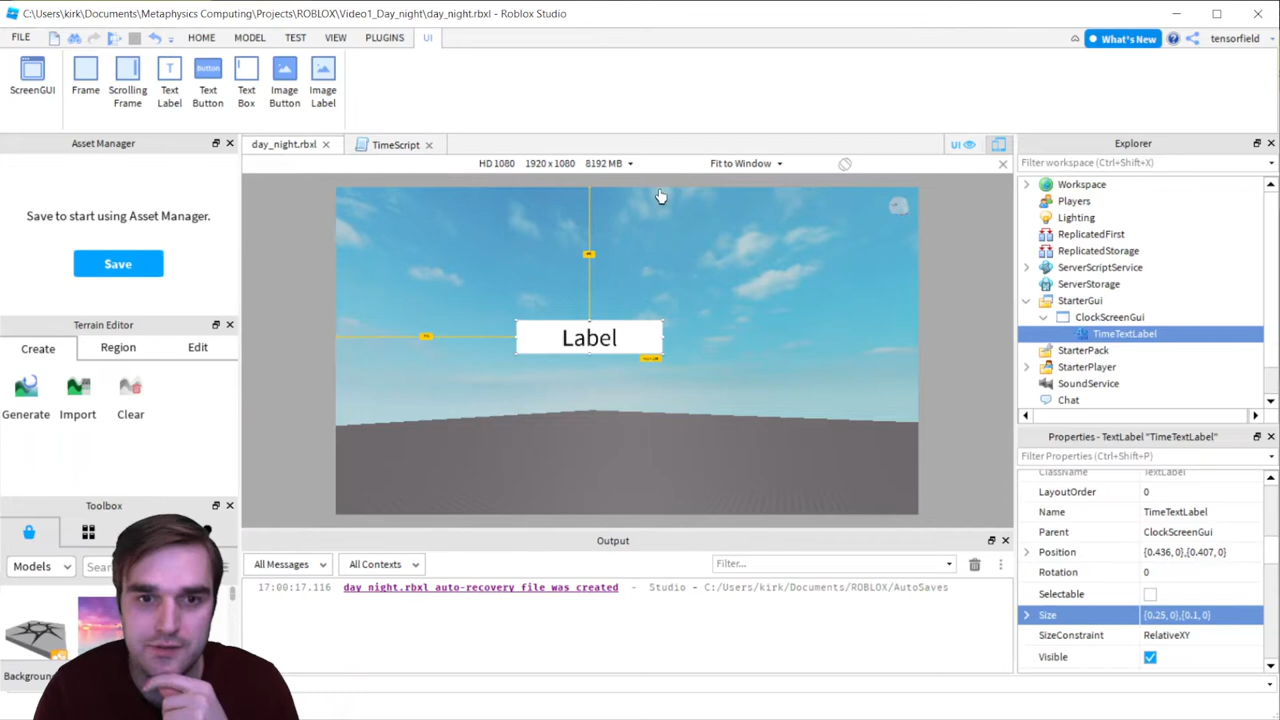 C:\Users\kirk\Documents\Metaphysics Computing\Projects\ROBLOX\Video1_Day_night\day_night.rbxl - Roblox Studio
FILE HOME MODEL TEST VIEW PLUGINS UI What's New tensorfield
Button
ScreenGUI Frame Scrolling Frame Text Label Text Button Text Box Image Button Image Label
Asset Manager
Save to start using Asset Manager.
Save
Terrain Editor
Create Region Edit
Generate Import Clear
Toolbox
Models Sea
Background
day_night.rbxl TimeScript UI
HD 1080 1920 x 1080 8192 MB Fit to Window
Label
Output
All Messages All Contexts Filter...
17:00:17.116 day_night.rbxl auto-recovery file was created - Studio - C:/Users/kirk/Documents/ROBLOX/AutoSaves
Explorer
Filter workspace (Ctrl+Shift+X)
Workspace
Players
Lighting
ReplicatedFirst
ReplicatedStorage
ServerScriptService
ServerStorage
StarterGui
ClockScreenGui
TimeTextLabel
StarterPack
StarterPlayer
SoundService
Chat
Properties - TextLabel "TimeTextLabel"
Filter Properties (Ctrl+Shift+P)
ClassName TextLabel
LayoutOrder 0
Name TimeTextLabel
Parent ClockScreenGui
Position {0.436, 0},{0.407, 0}
Rotation 0
Selectable
Size {0.25, 0},{0.1, 0}
SizeConstraint RelativeXY
Visible